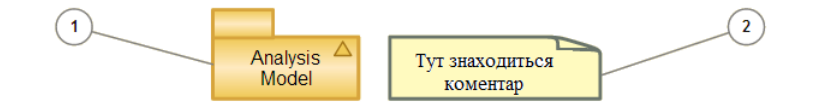 1
Analysis
Model
Тут знаходиться
коментар
2